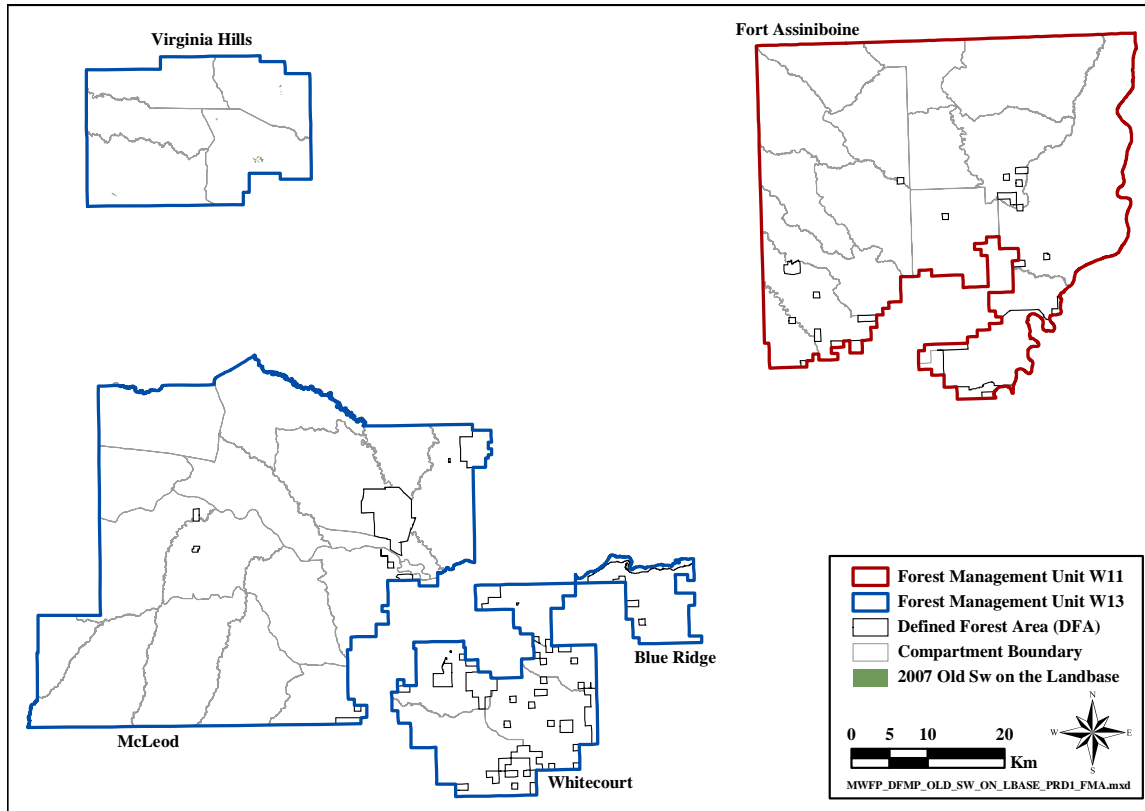 Fort Assiniboine
Virginia Hills
Blue Ridge
McLeod
Whitecourt
Forest Management Unit W11
Forest Management Unit W13
Defined Forest Area (DFA)
Compartment Boundary
2007 Old Sw on the Landbase
N
W E
S
0 5 10 20
Km
MWFP_DFMP_OLD_SW_ON_LBASE_PRD1_FMA.mxd